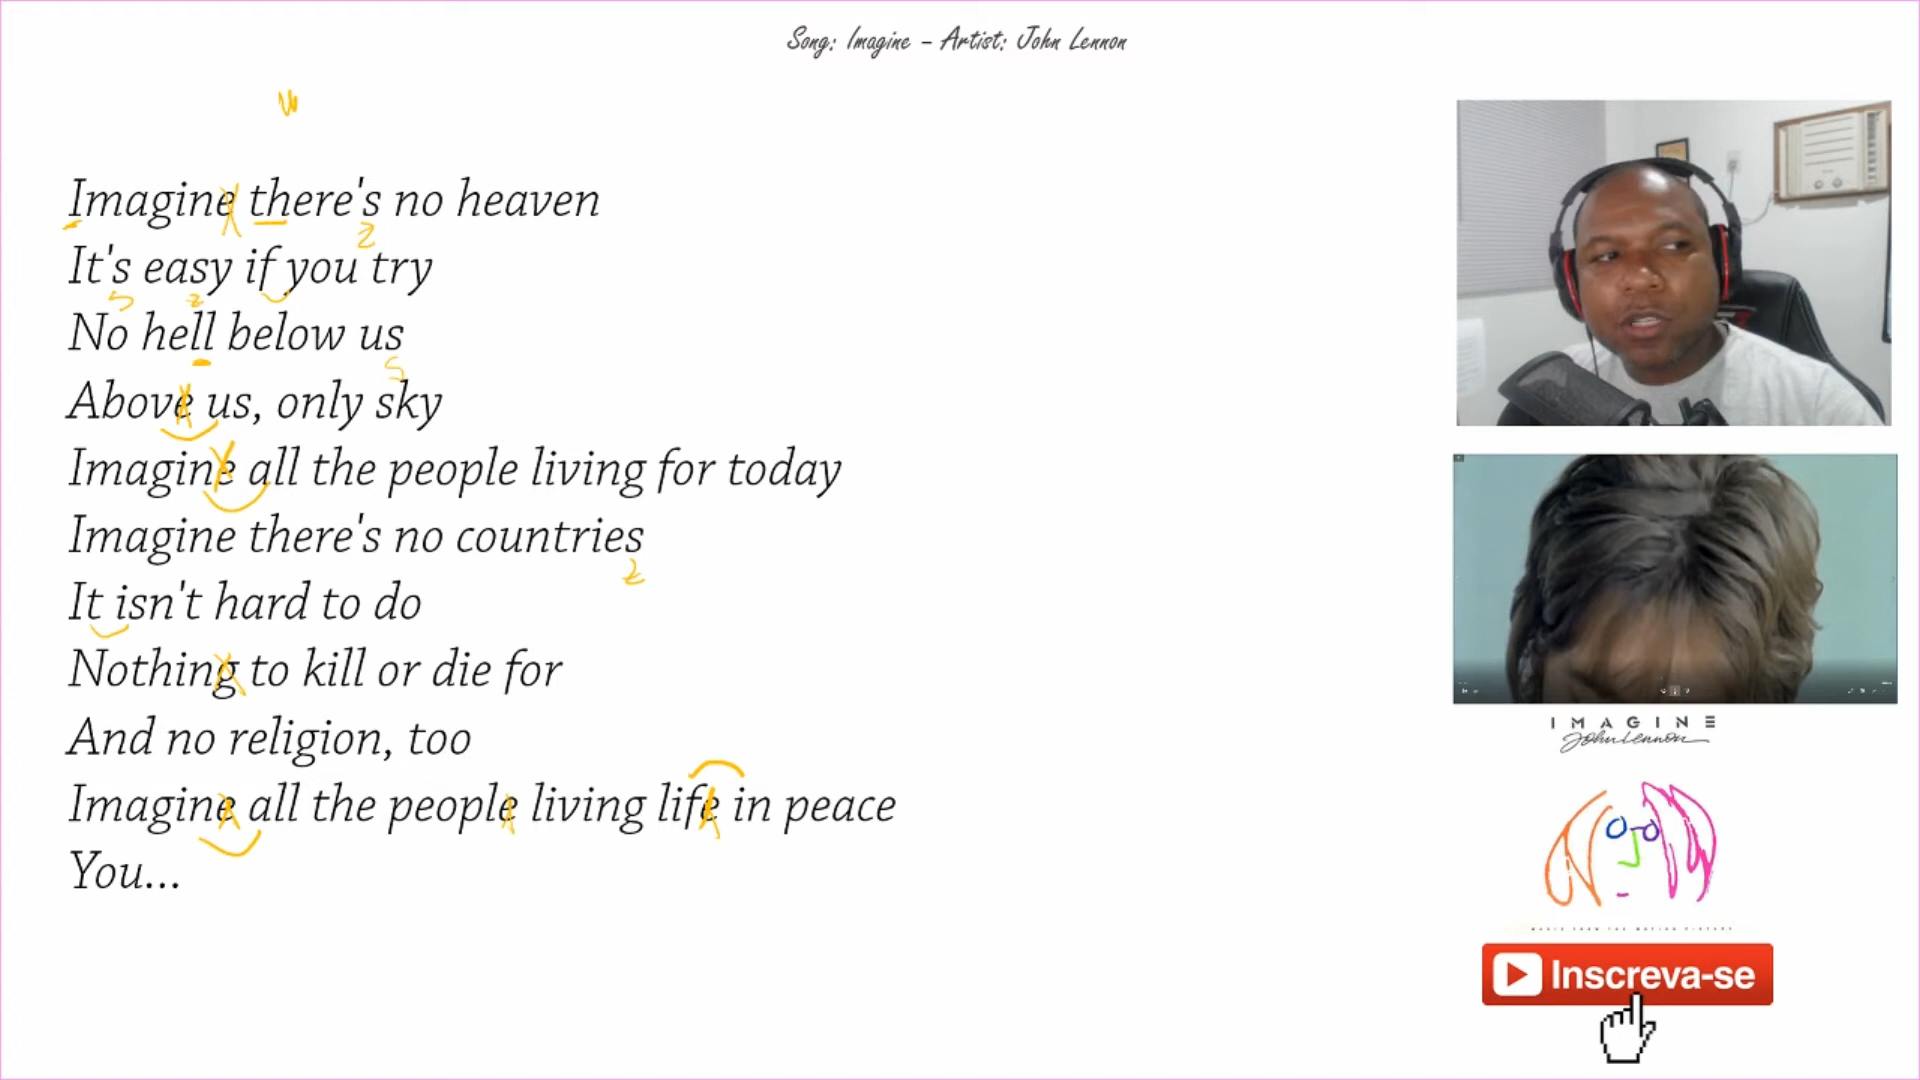 Song: Imagine – Artist: John Lennon
Imagine there's no heaven
z
It's easy if you try
s z
No hell below us
s
Above us, only sky
Imagine all the people living for today
Imagine there's no countries
z
It isn't hard to do
Nothing to kill or die for
And no religion, too
Imagine all the people living life in peace
You...
IMAGINE
John Lennon
Inscreva-se